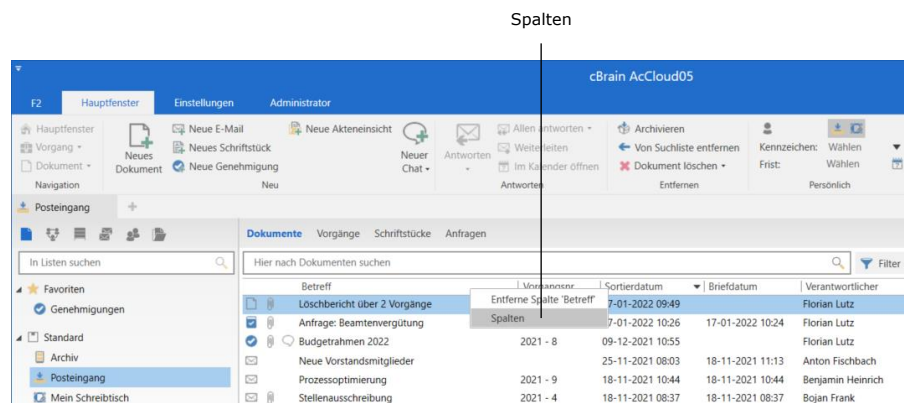 Spalten
cBrain AcCloud05
F2 Hauptfenster Einstellungen Administrator
Hauptfenster Neue E-Mail Neue Akteneinsicht Allen antworten Archivieren
Vorgang Neues Schriftstück Weiterleiten Von Suchliste entfernen Kennzeichen: Wählen
Dokument Neues Dokument Neue Genehmigung Neuer Chat Antworten Im Kalender öffnen Dokument löschen Frist: Wählen
Navigation Neu Antworten Entfernen Persönlich
Posteingang +
Dokumente Vorgänge Schriftstücke Anfragen
In Listen suchen Hier nach Dokumenten suchen Filter
Betreff Vorgangsnr. Sortierdatum Briefdatum Verantwortlicher
Favoriten
Löschbericht über 2 Vorgänge Entferne Spalte 'Betreff' 7-01-2022 09:49 Florian Lutz
Genehmigungen
Anfrage: Beamtenvergütung Spalten 7-01-2022 10:26 17-01-2022 10:24 Florian Lutz
Standard
Budgetrahmen 2022 2021 - 8 09-12-2021 10:55 Florian Lutz
Archiv
Neue Vorstandsmitglieder 25-11-2021 08:03 18-11-2021 11:13 Anton Fischbach
Posteingang
Prozessoptimierung 2021 - 9 18-11-2021 10:44 18-11-2021 10:44 Benjamin Heinrich
Mein Schreibtisch
Stellenausschreibung 2021 - 4 18-11-2021 08:37 18-11-2021 08:37 Bojan Frank